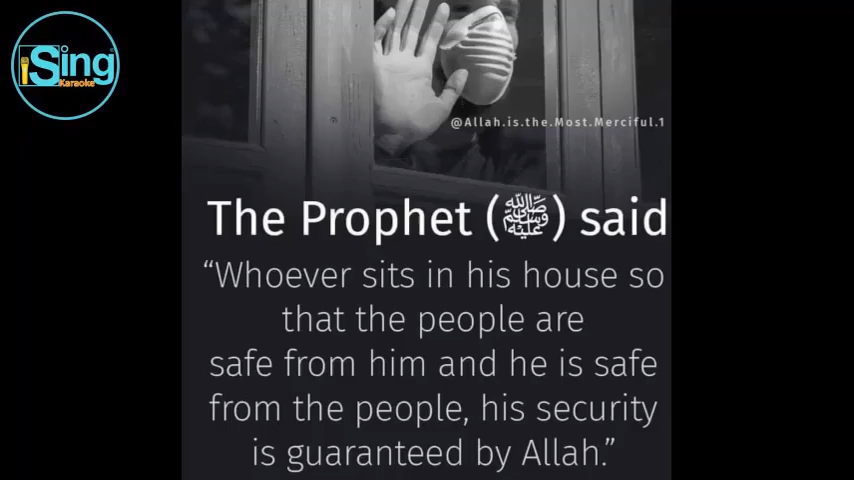 iSing
Karaoke
@Allah.is.the.Most.Merciful.1
The Prophet (ﷺ) said
“Whoever sits in his house so
that the people are
safe from him and he is safe
from the people, his security
is guaranteed by Allah.”